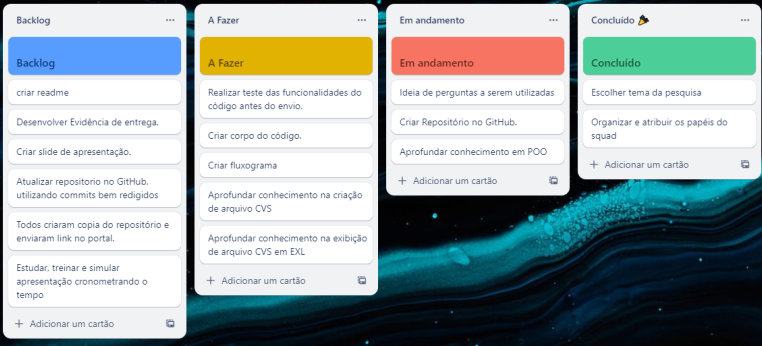 Backlog
Backlog
criar readme
Desenvolver Evidência de entrega.
Criar slide de apresentação.
Atualizar repositorio no GitHub,
utilizando commits bem redigidos
Todos criaram copia do repositório e
enviaram link no portal.
Estudar, treinar e simular
apresentação cronometrando o
tempo
+ Adicionar um cartão
A Fazer
A Fazer
Realizar teste das funcionalidades do
código antes do envio.
Criar corpo do código.
Criar fluxograma
Aprofundar conhecimento na criação
de arquivo CVS
Aprofundar conhecimento na exibição
de arquivo CVS em EXL
+ Adicionar um cartão
Em andamento
Em andamento
Ideia de perguntas a serem utilizadas
Criar Repositório no GitHub.
Aprofundar conhecimento em POO
+ Adicionar um cartão
Concluído 🎉
Concluído
Escolher tema da pesquisa
Organizar e atribuir os papéis do
squad
+ Adicionar um cartão